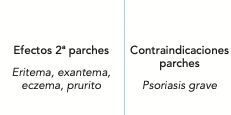 Efectos 2ª parches
Eritema, exantema,
eczema, prurito
Contraindicaciones
parches
Psoriasis grave